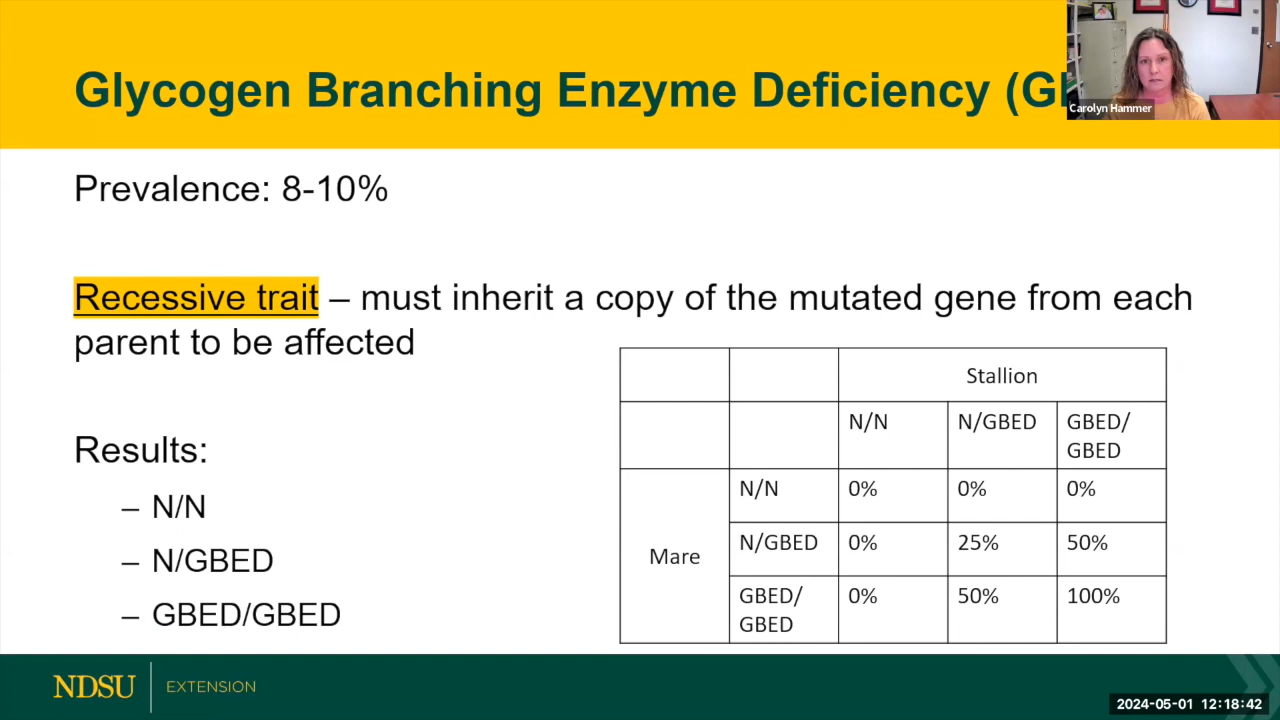 Glycogen Branching Enzyme Deficiency (G
Carolyn Hammer
Prevalence: 8-10%
Recessive trait – must inherit a copy of the mutated gene from each
parent to be affected
Results:
– N/N
– N/GBED
– GBED/GBED
Stallion
N/N N/GBED GBED/
GBED
N/N 0% 0% 0%
Mare
N/GBED 0% 25% 50%
GBED/ 0% 50% 100%
GBED
NDSU EXTENSION
2024-05-01 12:18:42